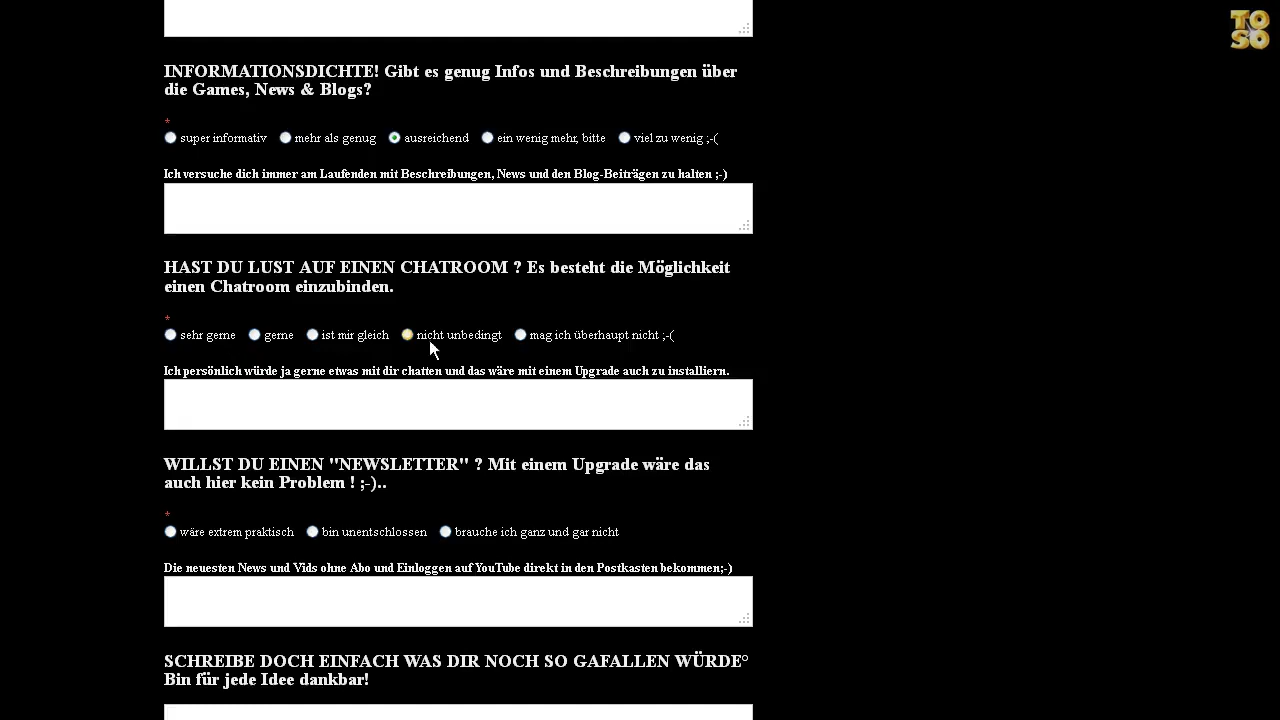 TO
SO
INFORMATIONSDICHTE! Gibt es genug Infos und Beschreibungen über
die Games, News & Blogs?
*
super informativ mehr als genug ausreichend ein wenig mehr, bitte viel zu wenig ;-(
Ich versuche dich immer am Laufenden mit Beschreibungen, News und den Blog-Beiträgen zu halten ;-)
HAST DU LUST AUF EINEN CHATROOM ? Es besteht die Möglichkeit
einen Chatroom einzubinden.
*
sehr gerne gerne ist mir gleich nicht unbedingt mag ich überhaupt nicht ;-(
Ich persönlich würde ja gerne etwas mit dir chatten und das wäre mit einem Upgrade auch zu installiern.
WILLST DU EINEN "NEWSLETTER" ? Mit einem Upgrade wäre das
auch hier kein Problem ! ;-)..
*
wäre extrem praktisch bin unentschlossen brauche ich ganz und gar nicht
Die neuesten News und Vids ohne Abo und Einloggen auf YouTube direkt in den Postkasten bekommen;-)
SCHREIBE DOCH EINFACH WAS DIR NOCH SO GAFALLEN WÜRDE°
Bin für jede Idee dankbar!